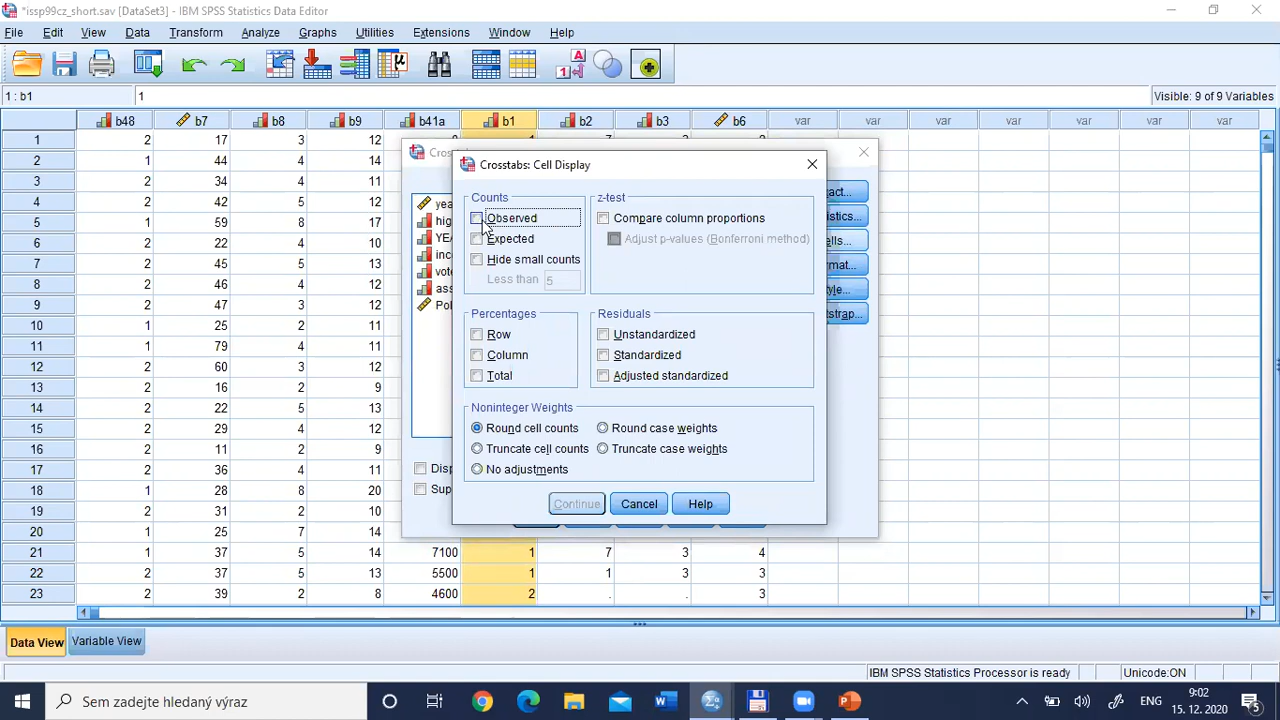 *issp99cz_short.sav [DataSet3] - IBM SPSS Statistics Data Editor
File Edit View Data Transform Analyze Graphs Utilities Extensions Window Help
1 : b1 1 Visible: 9 of 9 Variables
b48 b7 b8 b9 b41a b1 b2 b3 b6 var var var var
1 2 17 3 12
2 1 44 4 14
3 2 34 4 11
4 2 42 5 11
5 1 59 8 17
6 2 22 4 10
7 2 45 5 13
8 2 46 4 12
9 2 47 3 12
10 1 25 2 11
11 1 79 4 11
12 2 60 3 12
13 2 16 2 9
14 2 22 5 13
15 2 29 4 11
16 2 11 2 9
17 2 36 4 11
18 1 28 8 20
19 2 31 2 10
20 1 25 7 14
21 1 37 5 14 7100 1 7 3 4
22 2 37 5 13 5500 1 1 3 3
23 2 39 2 8 4600 2 . . 3
Crosstabs: Cell Display
Counts
Observed
Expected
Hide small counts
Less than 5
z-test
Compare column proportions
Adjust p-values (Bonferroni method)
Percentages
Row
Column
Total
Residuals
Unstandardized
Standardized
Adjusted standardized
Noninteger Weights
Round cell counts Round case weights
Truncate cell counts Truncate case weights
No adjustments
Continue Cancel Help
Data View Variable View
IBM SPSS Statistics Processor is ready Unicode:ON
Sem zadejte hledaný výraz
ENG
9:02
15. 12. 2020
5